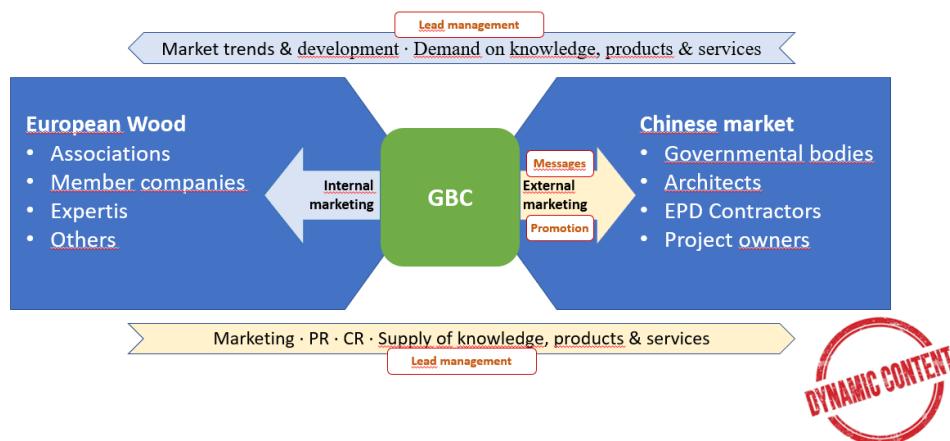 Lead management
Market trends & development · Demand on knowledge, products & services
European Wood
• Associations
• Member companies
• Expertis
• Others
Internal
marketing
GBC
Messages
External
marketing
Promotion
Chinese market
• Governmental bodies
• Architects
• EPD Contractors
• Project owners
Marketing · PR · CR · Supply of knowledge, products & services
Lead management
DYNAMIC CONTENT